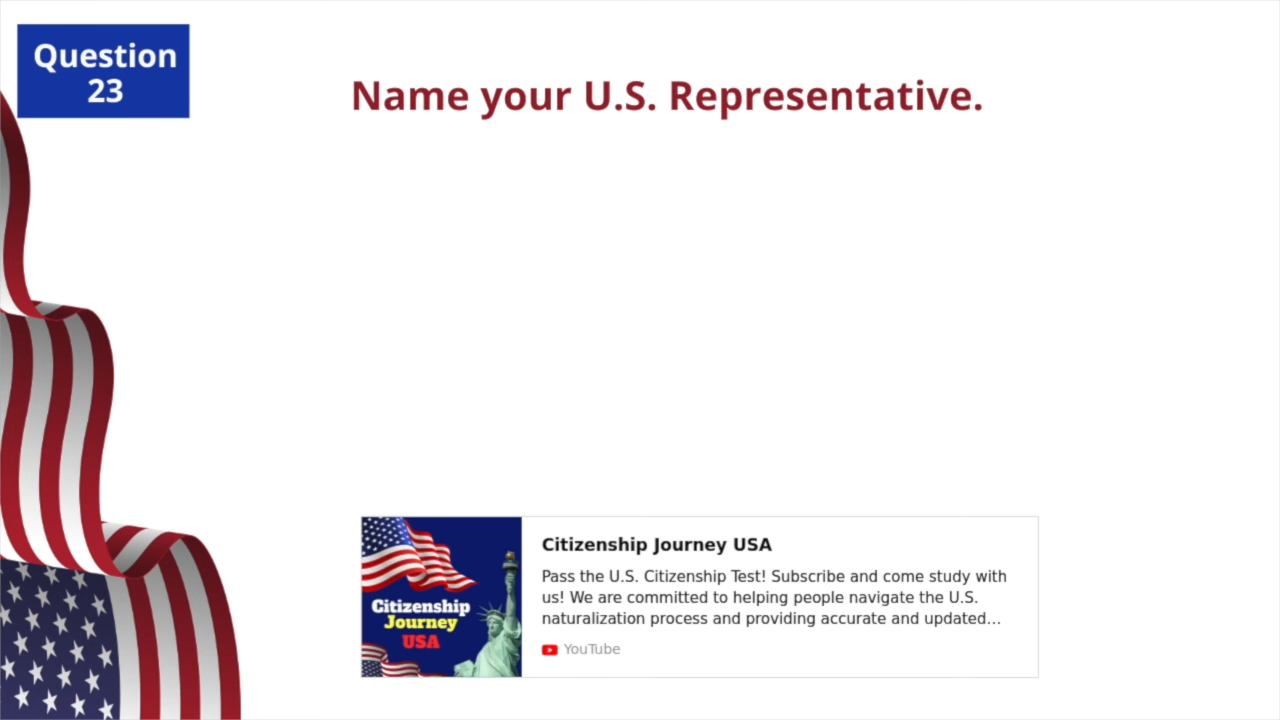 Question
23
Name your U.S. Representative.
Citizenship Journey USA
Pass the U.S. Citizenship Test! Subscribe and come study with
us! We are committed to helping people navigate the U.S.
naturalization process and providing accurate and updated...
YouTube
Citizenship
Journey
USA